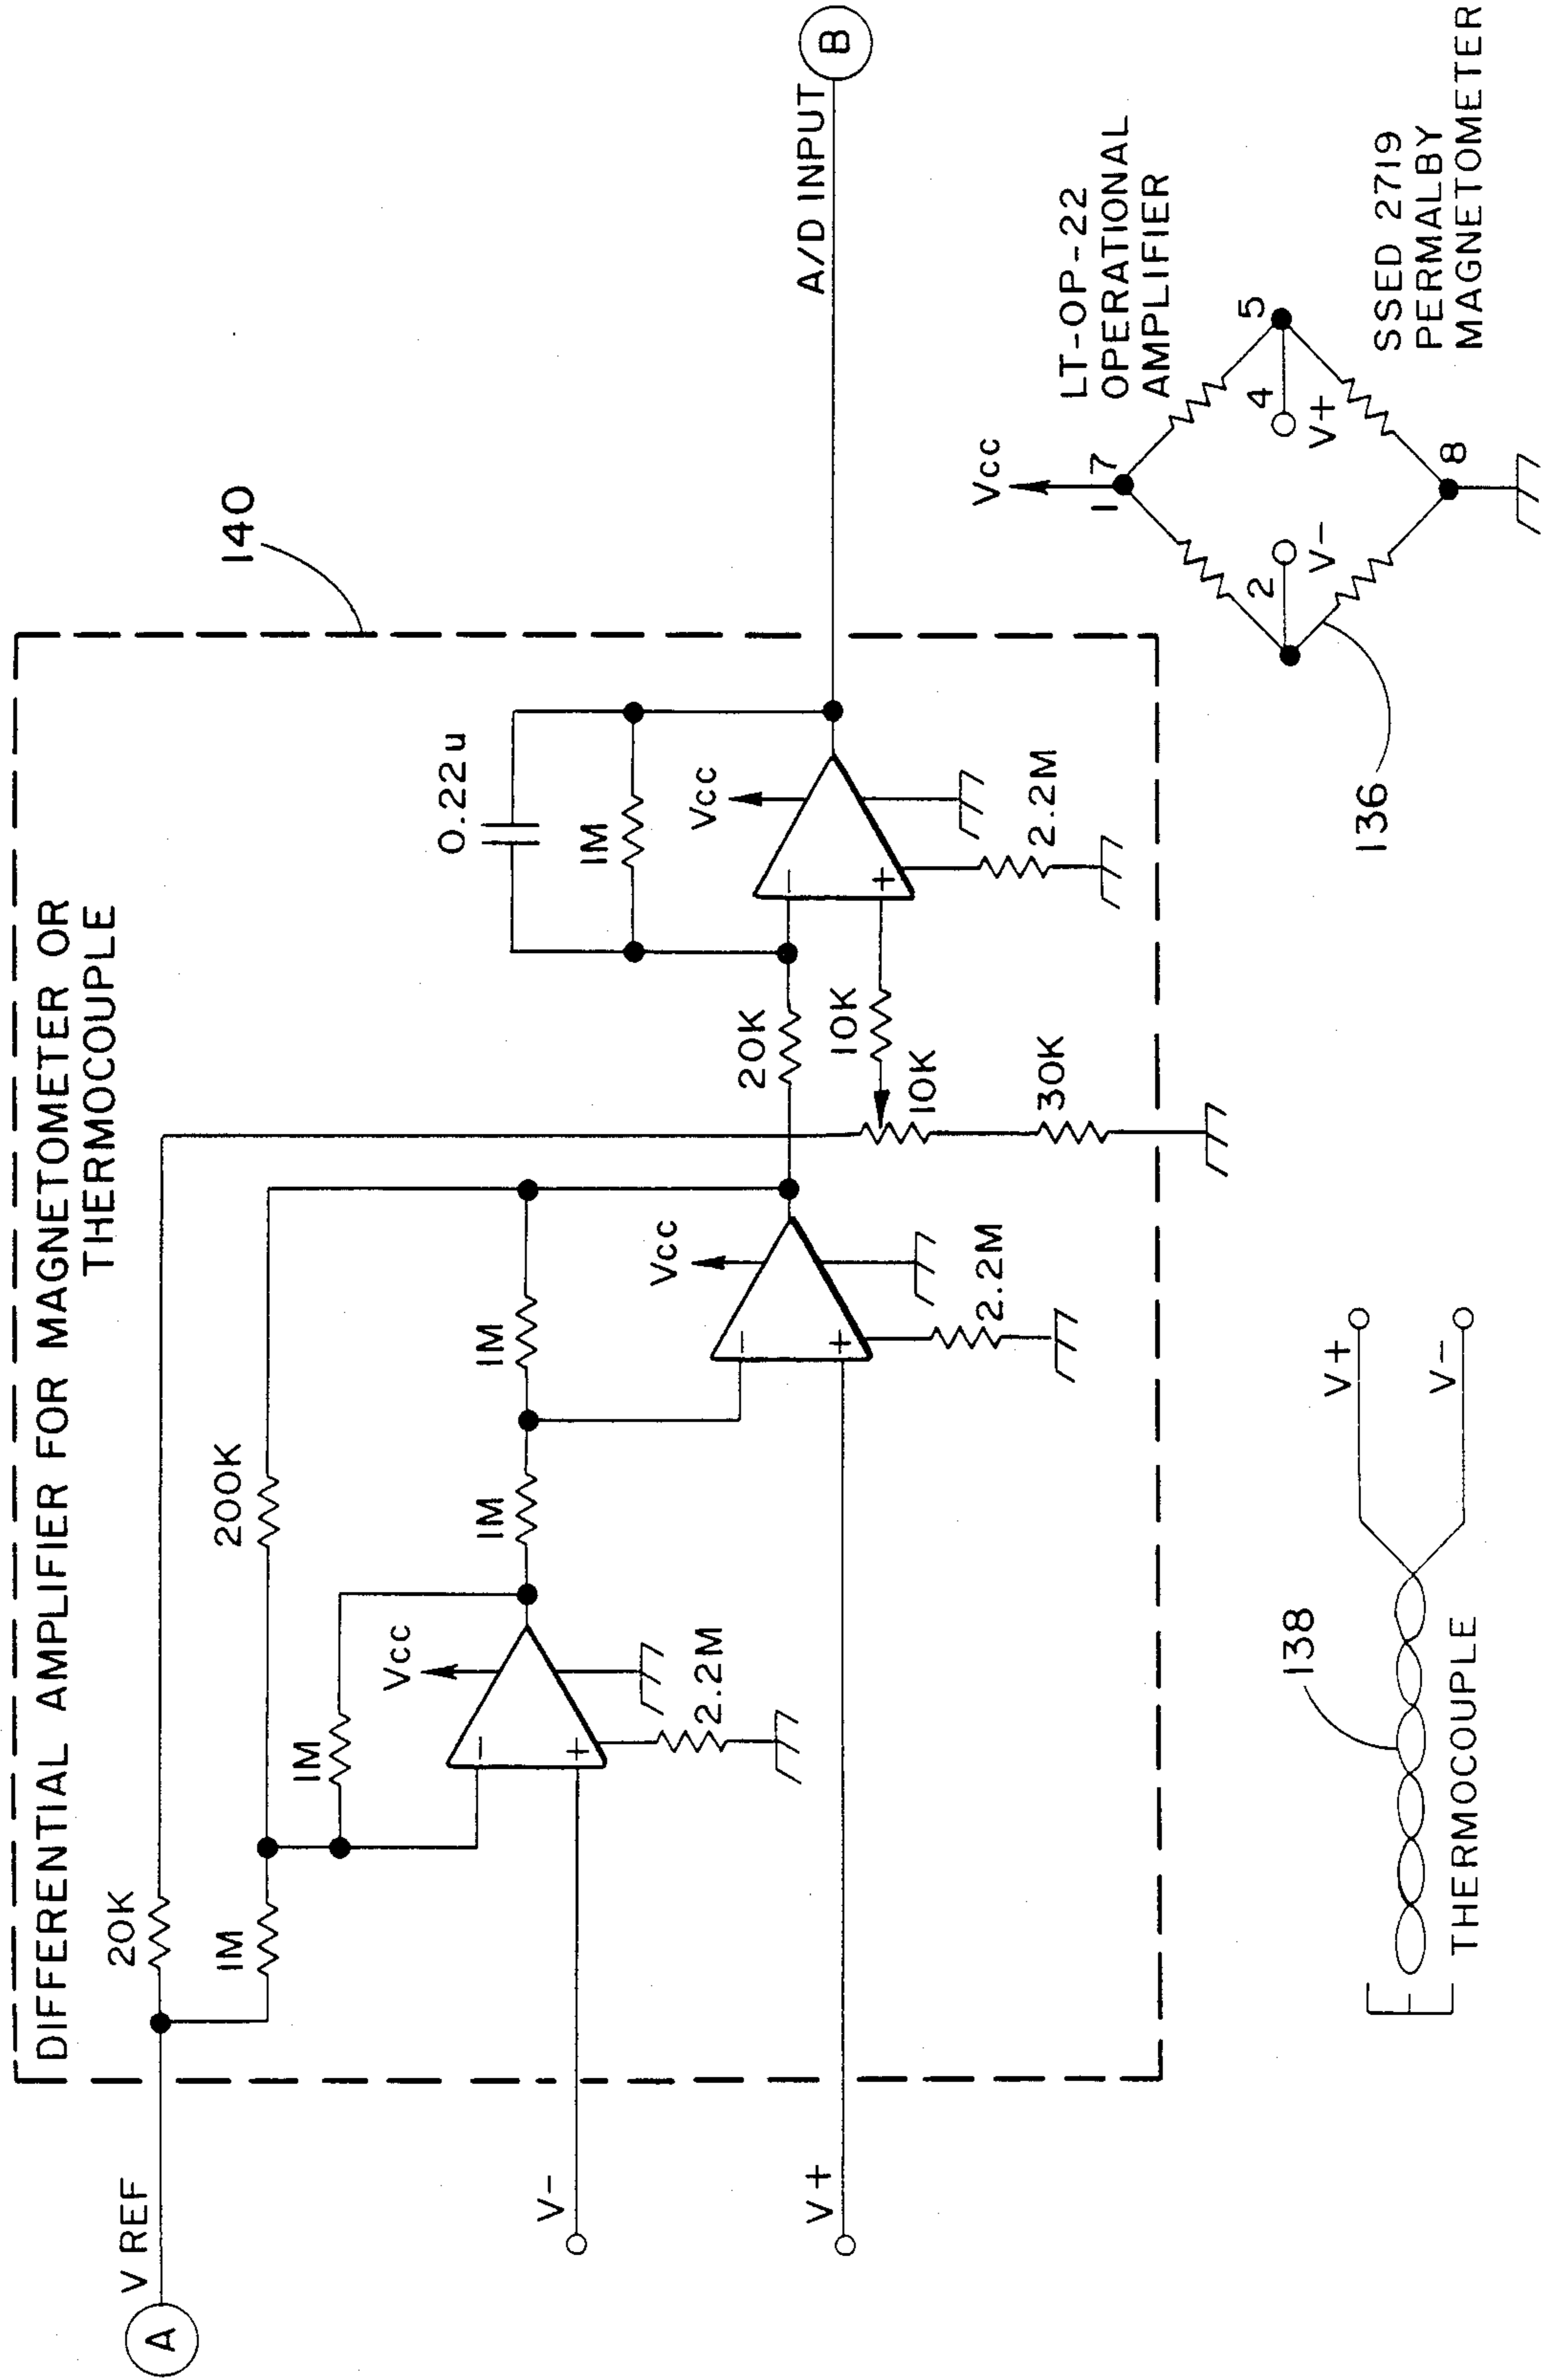 DIFFERENTIAL AMPLIFIER FOR MAGNETOMETER OR
THERMOCOUPLE
140
V REF
A
20K
1M
200K
1M
Vcc
2.2M
1M
1M
Vcc
2.2M
0.22u
1M
Vcc
20K
10K
10K
30K
2.2M
V-
V+
−
+
−
+
−
+
A/D INPUT
B
LT-OP-22
OPERATIONAL
AMPLIFIER
Vcc
1
7
2
V-
4
V+
5
8
136
SSED 2719
PERMALBY
MAGNETOMETER
138
THERMOCOUPLE
V+
V-